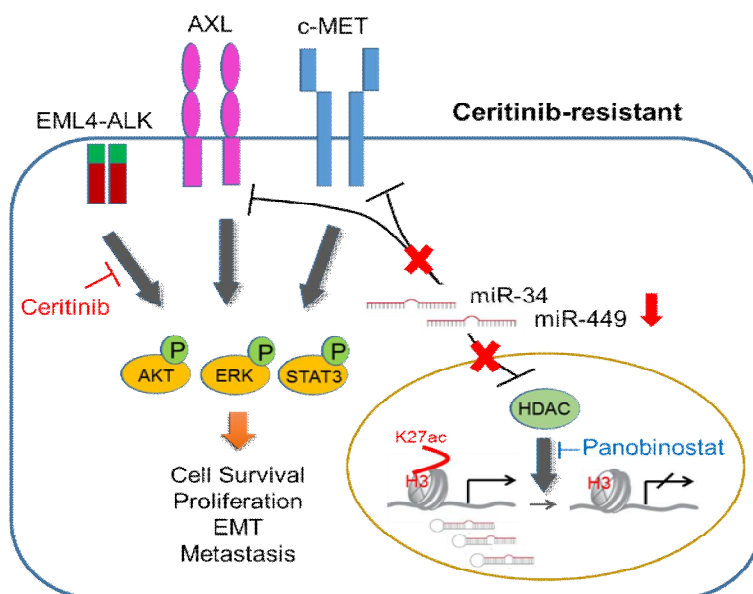 AXL
c-MET
EML4-ALK
Ceritinib-resistant
Ceritinib
miR-34
miR-449
P
P
P
AKT
ERK
STAT3
HDAC
K27ac
Panobinostat
H3
H3
Cell Survival
Proliferation
EMT
Metastasis